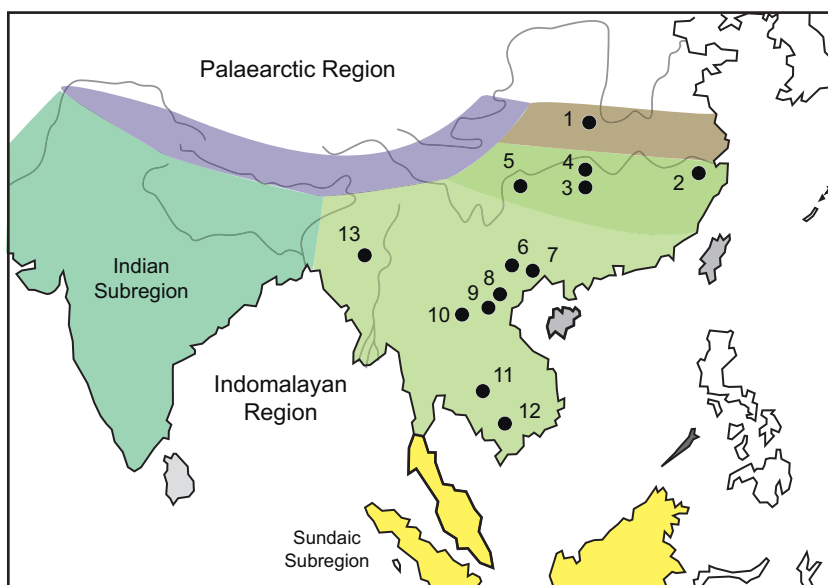 Palaearctic Region
1
5
4
3
2
13
6
7
8
9
10
Indian
Subregion
Indomalayan
Region
11
12
Sundaic
Subregion